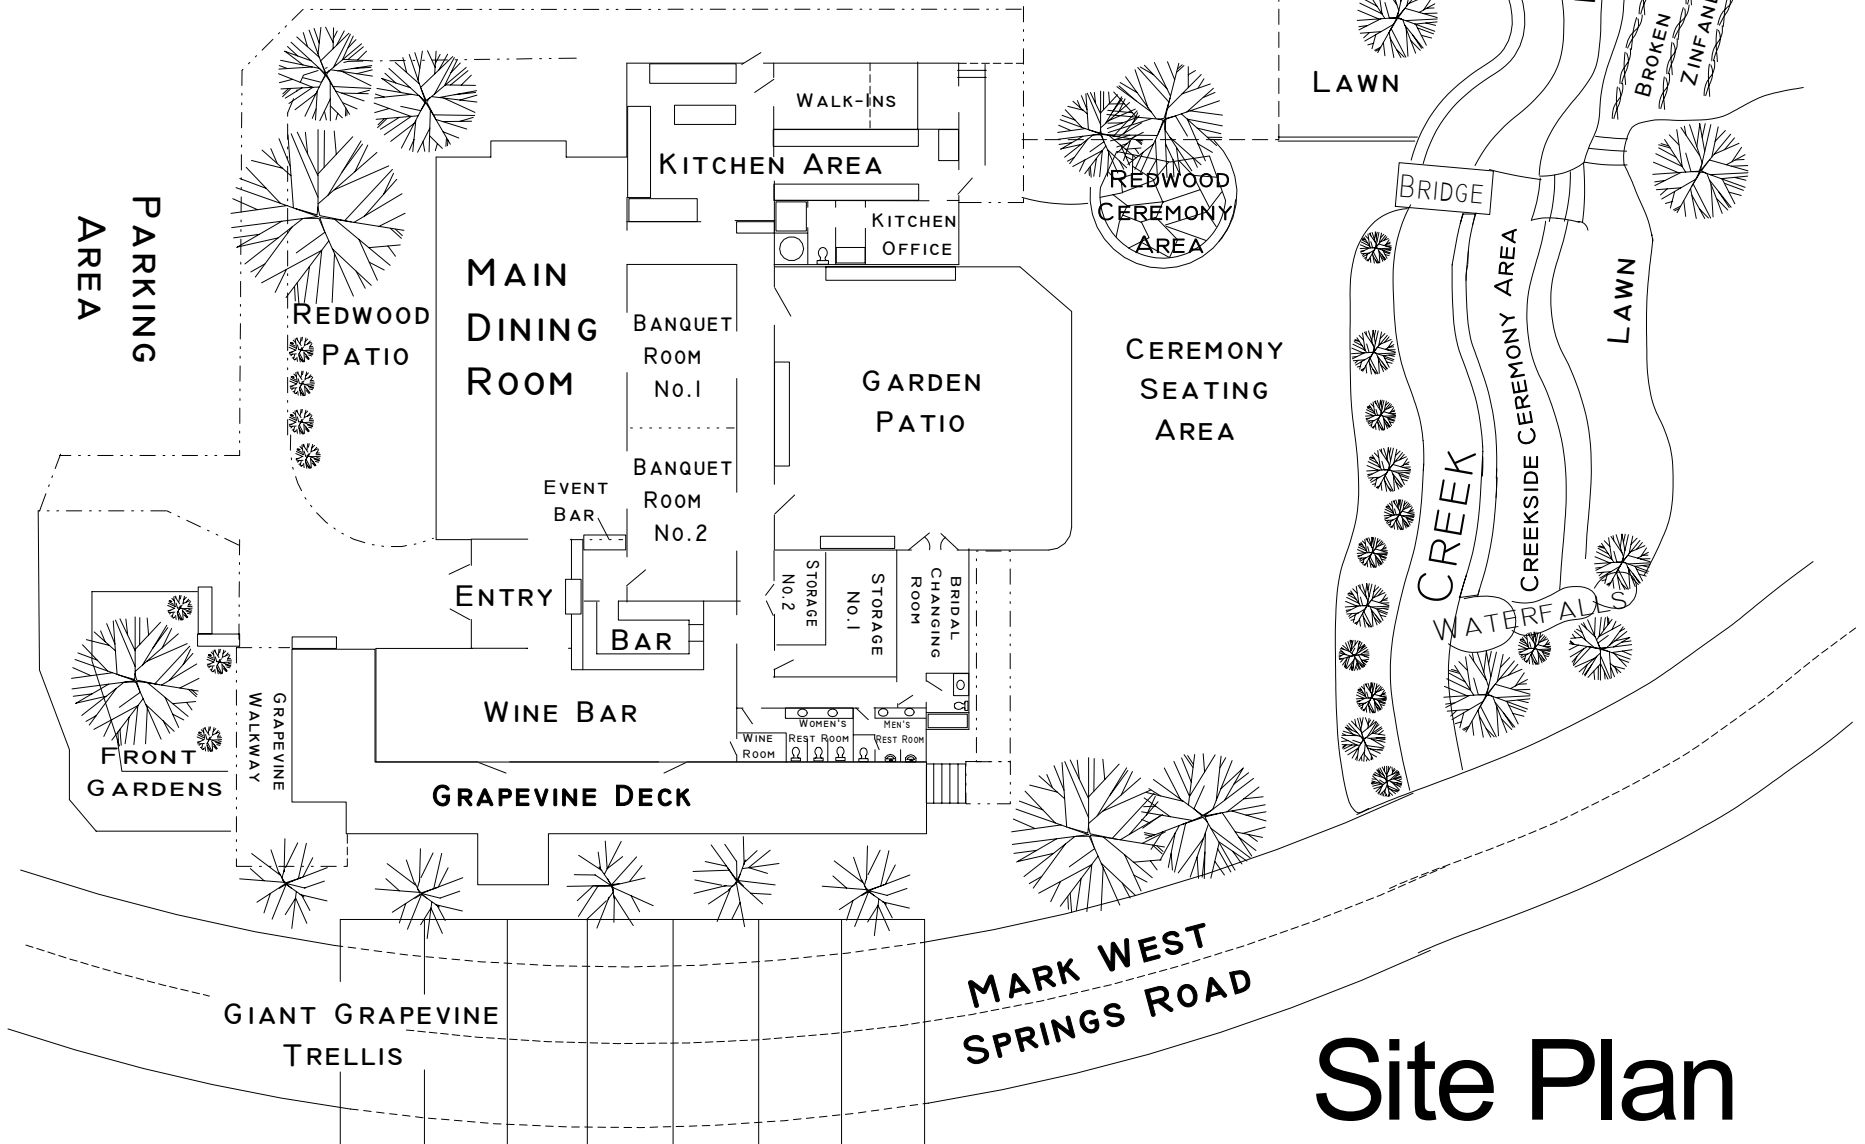 BROKEN
LAWN
WALK-INS
KITCHEN AREA
REDWOOD
CEREMONY
AREA
BRIDGE
PARKING
AREA
KITCHEN
OFFICE
MAIN
DINING
ROOM
REDWOOD
PATIO
BANQUET
ROOM
No.1
GARDEN
PATIO
CEREMONY
SEATING
AREA
CREEKSIDE CEREMONY AREA
LAWN
BANQUET
ROOM
No.2
EVENT
BAR
CREEK
ENTRY
BAR
STORAGE
No.2
STORAGE
No.1
BRIDAL
CHANGING
ROOM
WATERFALLS
GRAPEVINE
WALKWAY
WINE BAR
WOMEN'S
REST ROOM
MEN'S
REST ROOM
WINE
ROOM
FRONT
GARDENS
GRAPEVINE DECK
MARK WEST
SPRINGS ROAD
GIANT GRAPEVINE
TRELLIS
Site Plan